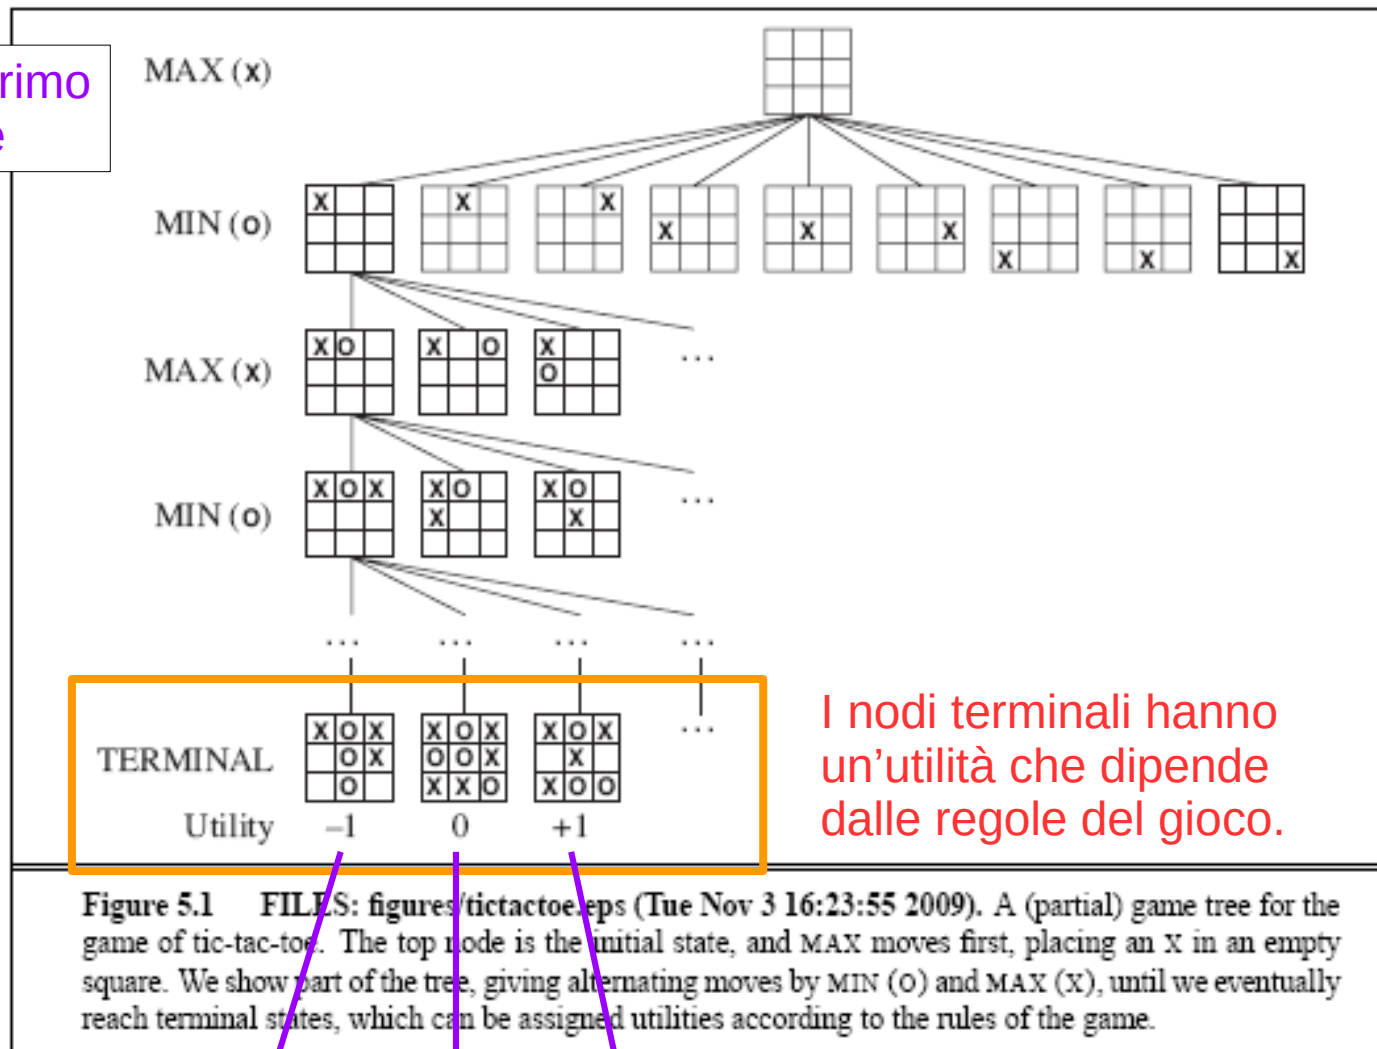 rimo
e
MAX (X)
MIN (O)
X X X X X X X X X
MAX (X)
X O X O X
O
...
MIN (O)
X O X X O X O
X X
...
... ... ... ...
TERMINAL
X O X X O X X O X
O X O O X X
O X X O X O O
...
Utility –1 0 +1
I nodi terminali hanno
un’utilità che dipende
dalle regole del gioco.
Figure 5.1 FILES: figures/tictactoe.eps (Tue Nov 3 16:23:55 2009). A (partial) game tree for the
game of tic-tac-toe. The top node is the initial state, and MAX moves first, placing an X in an empty
square. We show part of the tree, giving alternating moves by MIN (O) and MAX (X), until we eventually
reach terminal states, which can be assigned utilities according to the rules of the game.